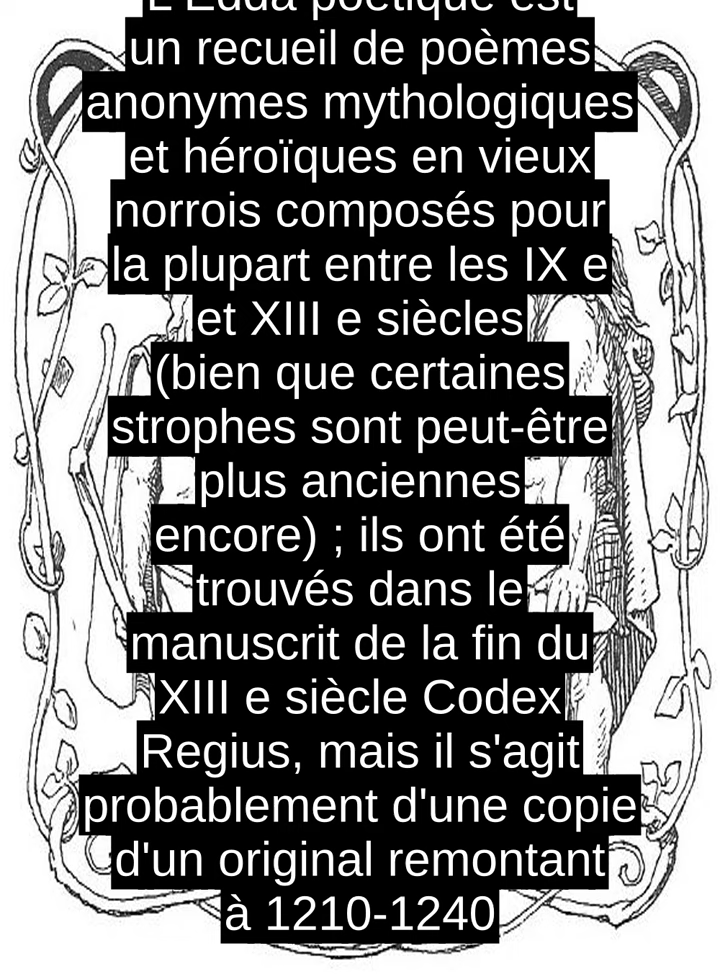 L'Edda poétique est
un recueil de poèmes
anonymes mythologiques
et héroïques en vieux
norrois composés pour
la plupart entre les IX e
et XIII e siècles
(bien que certaines
strophes sont peut-être
plus anciennes
encore) ; ils ont été
trouvés dans le
manuscrit de la fin du
XIII e siècle Codex
Regius, mais il s'agit
probablement d'une copie
d'un original remontant
à 1210-1240